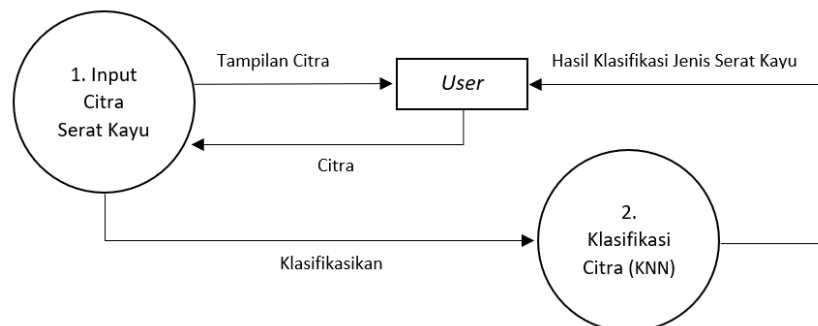 1. Input
Citra
Serat Kayu
Tampilan Citra
User
Hasil Klasifikasi Jenis Serat Kayu
Citra
Klasifikasikan
2.
Klasifikasi
Citra (KNN)